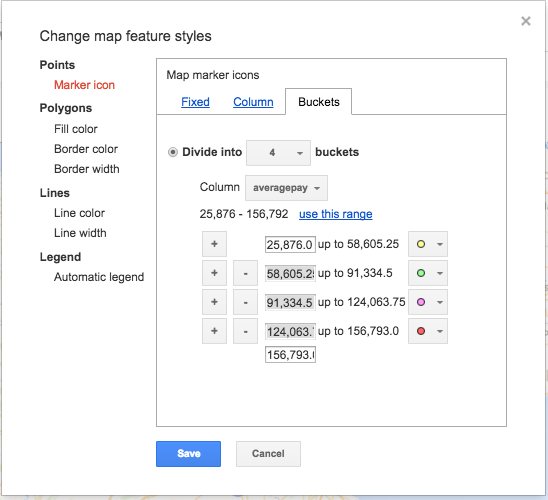 Change map feature styles
×
Points
Marker icon
Polygons
Fill color
Border color
Border width
Lines
Line color
Line width
Legend
Automatic legend
Map marker icons
Fixed Column Buckets
Divide into 4 buckets
Column averagepay
25,876 - 156,792 use this range
+ 25,876.0 up to 58,605.25
+ - 58,605.2 up to 91,334.5
+ - 91,334.5 up to 124,063.75
+ - 124,063. up to 156,793.0
156,793.
Save Cancel